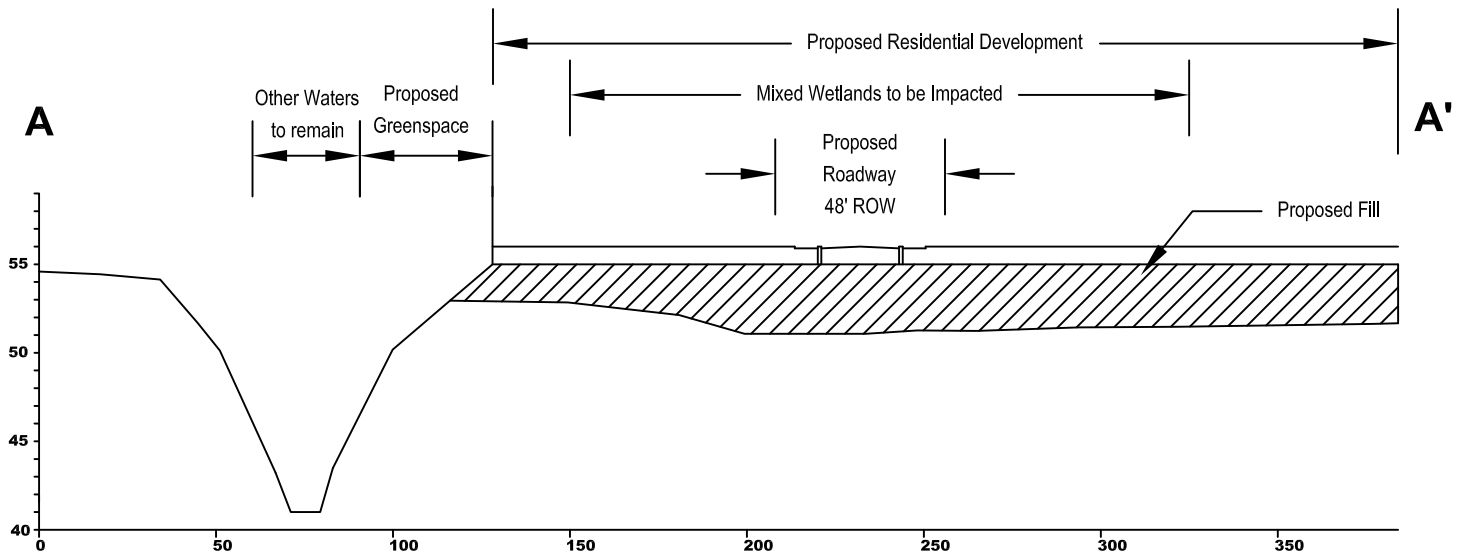 Proposed Residential Development
Mixed Wetlands to be Impacted
Other Waters
to remain
Proposed
Greenspace
A
A'
Proposed
Roadway
48' ROW
Proposed Fill
55
50
45
40
0
50
100
150
200
250
300
350